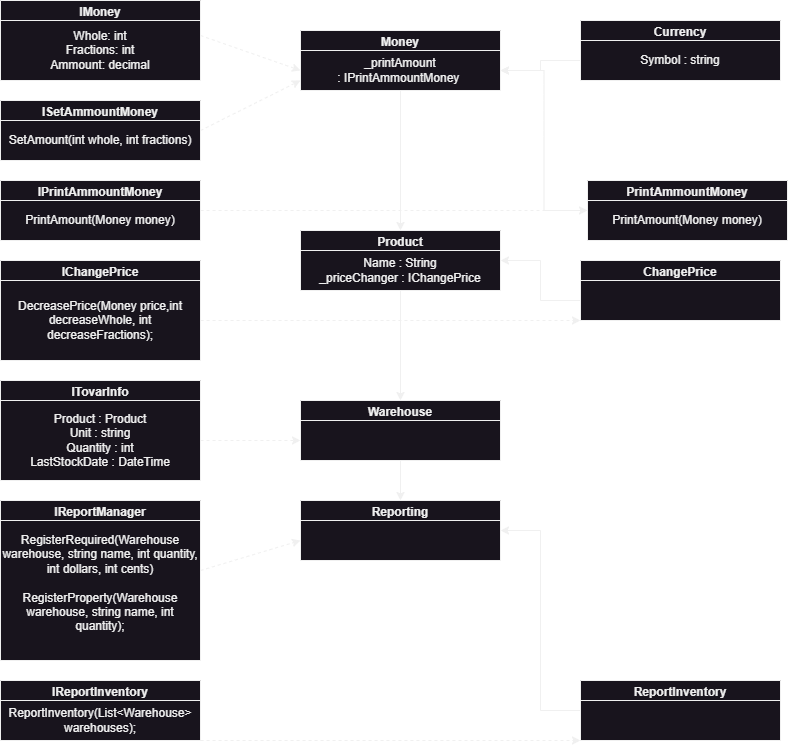 IMoney
Whole: int
Fractions: int
Ammount: decimal
ISetAmmountMoney
SetAmount(int whole, int fractions)
IPrintAmmountMoney
PrintAmount(Money money)
IChangePrice
DecreasePrice(Money price,int
decreaseWhole, int
decreaseFractions);
ITovarInfo
Product : Product
Unit : string
Quantity : int
LastStockDate : DateTime
IReportManager
RegisterRequired(Warehouse
warehouse, string name, int quantity,
int dollars, int cents)
RegisterProperty(Warehouse
warehouse, string name, int
quantity);
IReportInventory
ReportInventory(List<Warehouse>
warehouses);
Money
_printAmount
: IPrintAmmountMoney
Product
Name : String
_priceChanger : IChangePrice
Warehouse
Reporting
Currency
Symbol : string
PrintAmmountMoney
PrintAmount(Money money)
ChangePrice
ReportInventory